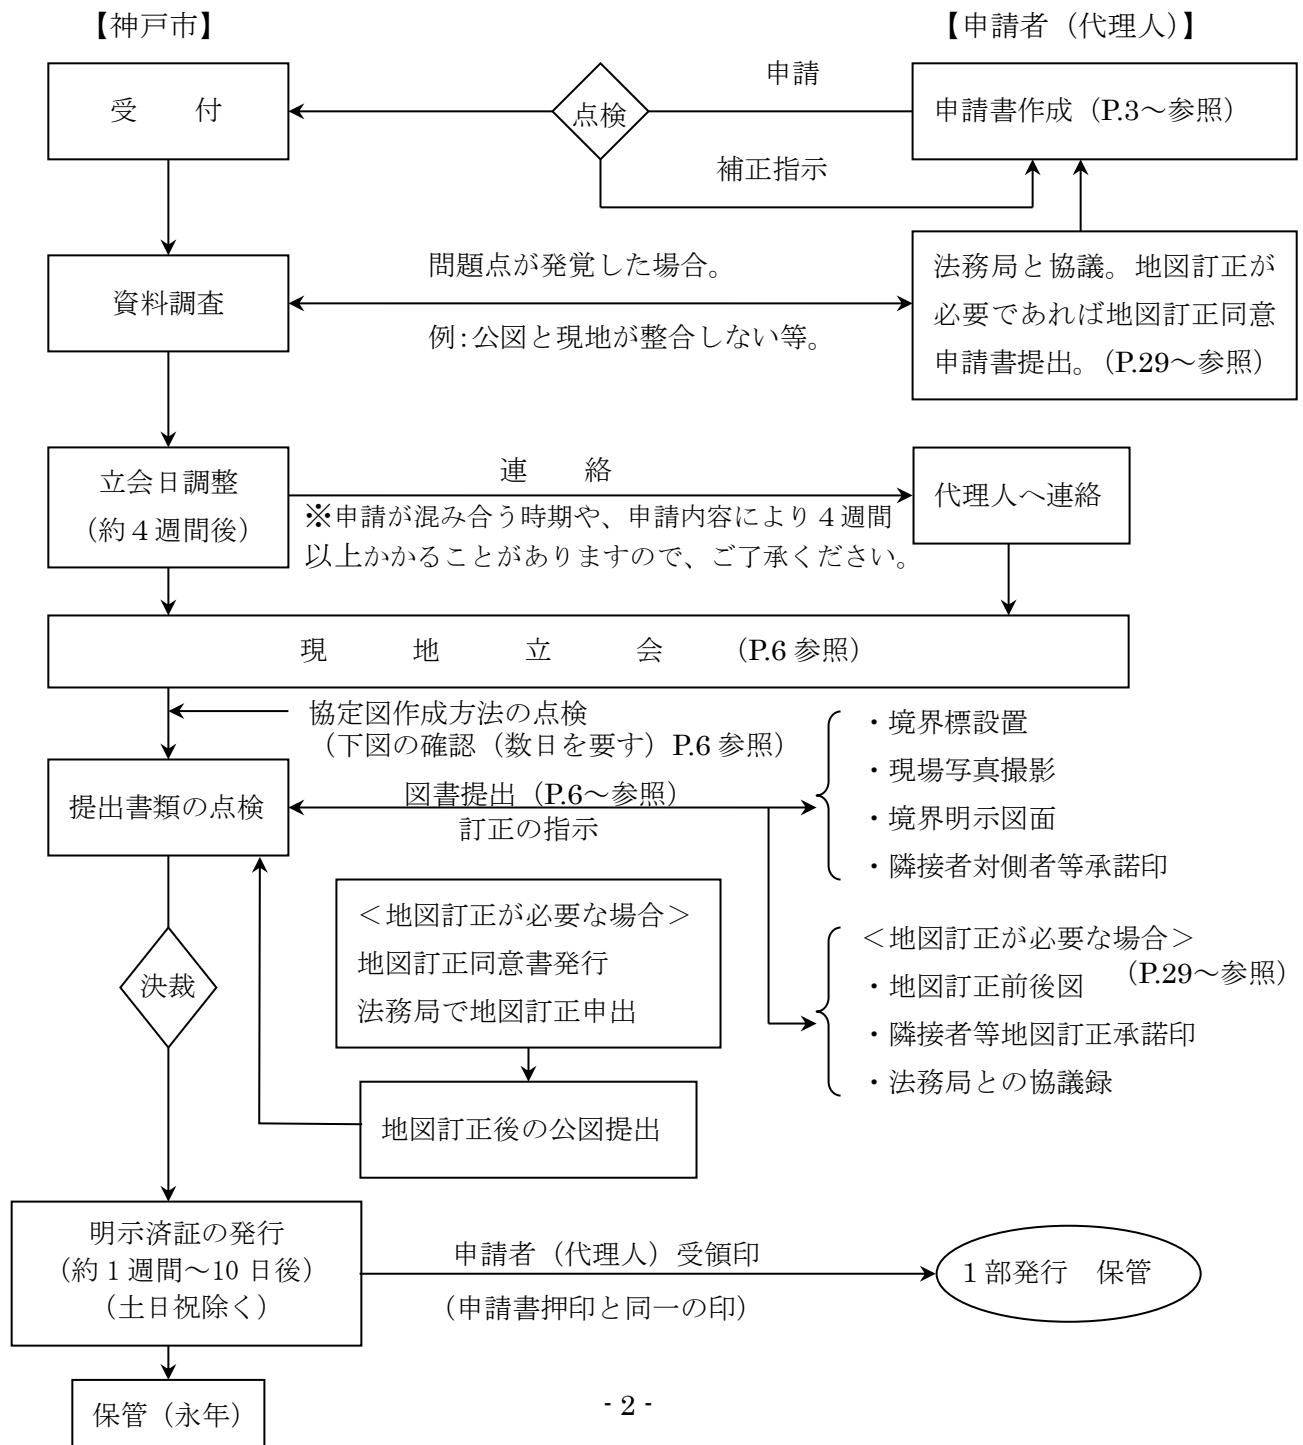 【神戸市】
【申請者（代理人）】
受　付
点検
申請
申請書作成（P.3～参照）
補正指示
資料調査
問題点が発覚した場合。
例:公図と現地が整合しない等。
法務局と協議。地図訂正が
必要であれば地図訂正同意
申請書提出。（P.29～参照）
立会日調整
（約４週間後）
連　絡
※申請が混み合う時期や、申請内容により４週間
以上かかることがありますので、ご了承ください。
代理人へ連絡
現　地　立　会　（P.6 参照）
協定図作成方法の点検
（下図の確認（数日を要す）P.6 参照）
提出書類の点検
図書提出（P.6～参照）
訂正の指示
・境界標設置
・現場写真撮影
・境界明示図面
・隣接者対側者等承諾印
＜地図訂正が必要な場合＞
地図訂正同意書発行
法務局で地図訂正申出
＜地図訂正が必要な場合＞
（P.29～参照）
・地図訂正前後図
・隣接者等地図訂正承諾印
・法務局との協議録
決裁
地図訂正後の公図提出
明示済証の発行
（約 1 週間～10 日後）
（土日祝除く）
申請者（代理人）受領印
（申請書押印と同一の印）
１部発行　保管
保管（永年）
- 2 -